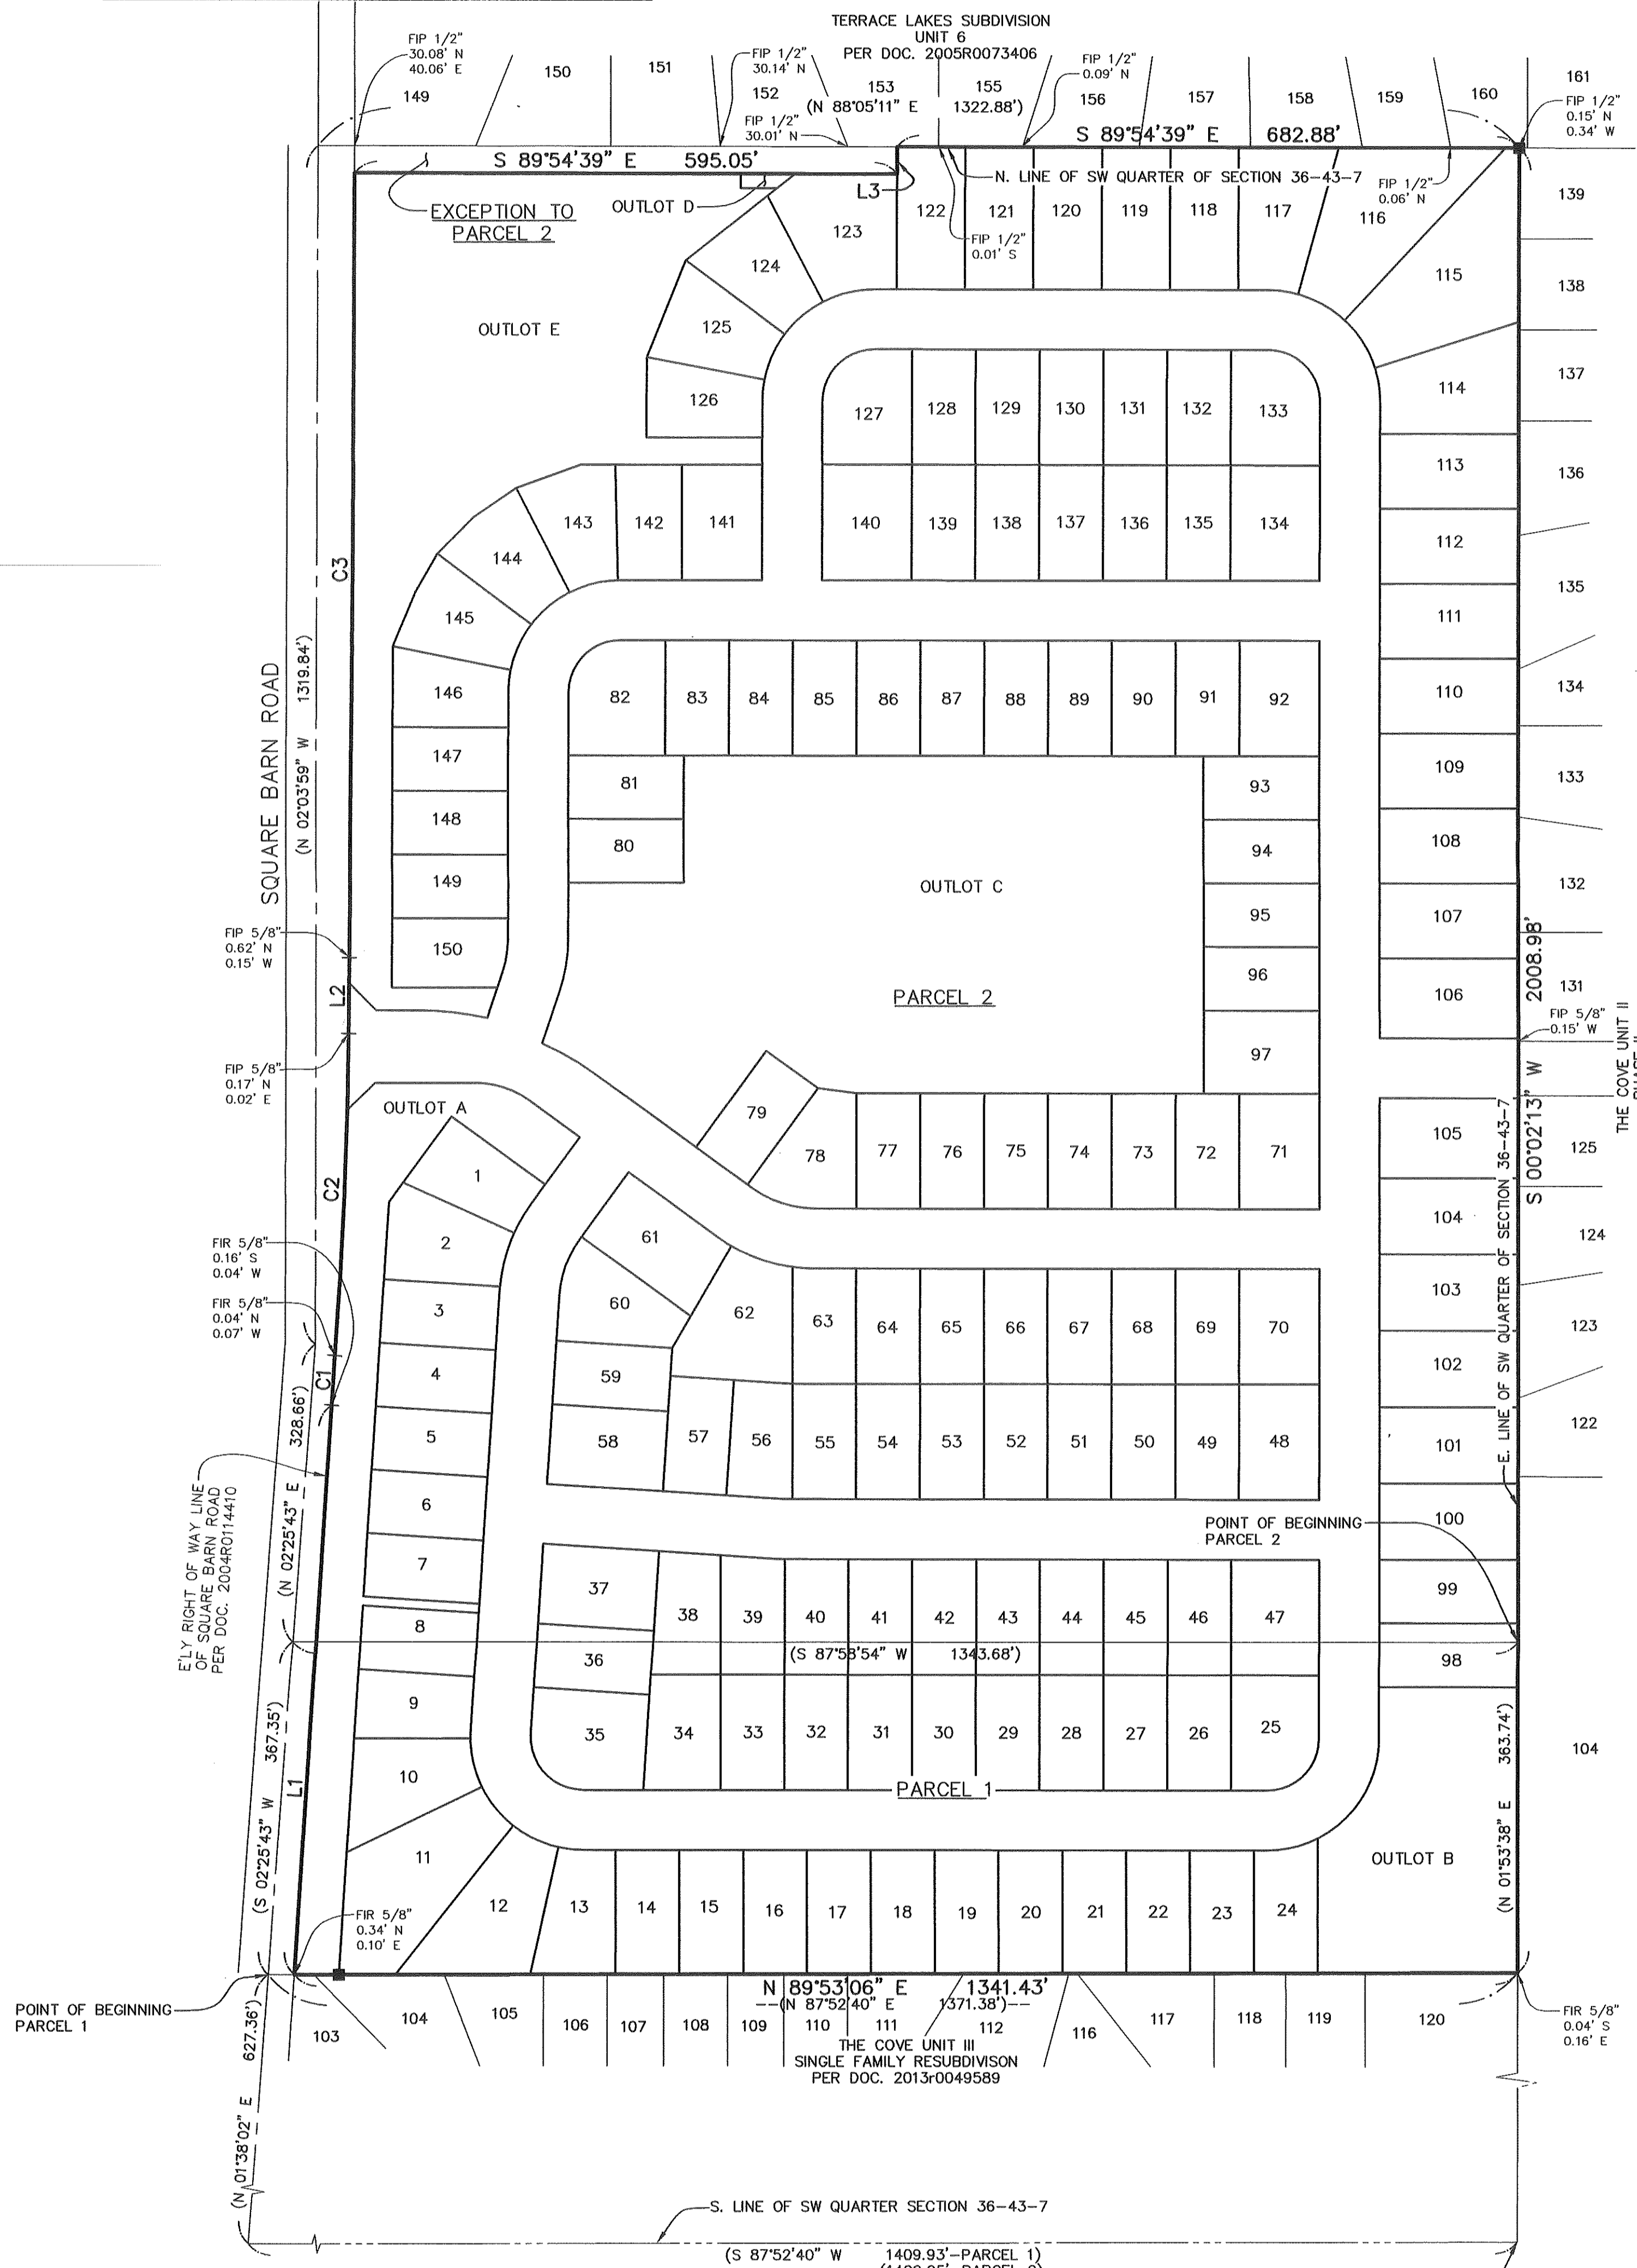 TERRACE LAKES SUBDIVISION
UNIT 6
PER DOC. 2005R0073406
FIP 1/2"
30.08' N
40.06' E
149
150
151
FIP 1/2"
30.14' N
152
153
155
(N 88°05'11" E 1322.88')
FIP 1/2"
0.09' N
156
157
158
159
160
161
FIP 1/2"
0.15' N
0.34' W
FIP 1/2"
30.01' N
S 89°54'39" E 682.88'
S 89°54'39" E 595.05'
L3
N. LINE OF SW QUARTER OF SECTION 36-43-7
FIP 1/2"
0.06' N
EXCEPTION TO
PARCEL 2
OUTLOT D
FIP 1/2"
0.01' S
123
122
121
120
119
118
117
116
115
124
125
126
OUTLOT E
139
138
137
136
135
134
133
132
131
125
124
123
122
104
127
128
129
130
131
132
133
140
139
138
137
136
135
134
114
113
112
111
110
109
108
107
106
143
142
141
144
145
146
147
148
149
150
C3
SQUARE BARN ROAD
(N 02°03'59" W 1319.84')
82
83
84
85
86
87
88
89
90
91
92
81
80
93
94
95
96
97
OUTLOT C
PARCEL 2
FIP 5/8"
0.62' N
0.15' W
L2
FIP 5/8"
0.17' N
0.02' E
S 00°02'13" W 2008.98'
FIP 5/8"
0.15' W
THE COVE UNIT II
E. LINE OF SW QUARTER OF SECTION 36-43-7
OUTLOT A
C2
79
78
77
76
75
74
73
72
71
105
104
103
102
101
100
99
98
FIR 5/8"
0.16' S
0.04' W
FIR 5/8"
0.04' N
0.07' W
C1
1
2
3
4
5
6
7
8
9
10
11
12
61
60
59
58
62
63
64
65
66
67
68
69
70
57
56
55
54
53
52
51
50
49
48
328.66')
(N 02°25'43" E
E'LY RIGHT OF WAY LINE
OF SQUARE BARN ROAD
PER DOC. 2004R0114410
POINT OF BEGINNING
PARCEL 2
37
38
39
40
41
42
43
44
45
46
47
(S 87°58'54" W 1343.68')
36
35
34
33
32
31
30
29
28
27
26
25
PARCEL 1
(S 02°25'43" W 367.35')
L1
(N 01°53'38" E 363.74')
OUTLOT B
13
14
15
16
17
18
19
20
21
22
23
24
FIR 5/8"
0.34' N
0.10' E
N 89°53'06" E 1341.43'
--(N 87°52'40" E 1371.38')--
POINT OF BEGINNING
PARCEL 1
103
104
105
106
107
108
109
110
111
112
116
117
118
119
120
THE COVE UNIT III
SINGLE FAMILY RESUBDIVISON
PER DOC. 2013r0049589
FIR 5/8"
0.04' S
0.16' E
(N 01°38'02" E 627.36')
S. LINE OF SW QUARTER SECTION 36-43-7
(S 87°52'40" W 1409.93'-PARCEL 1)